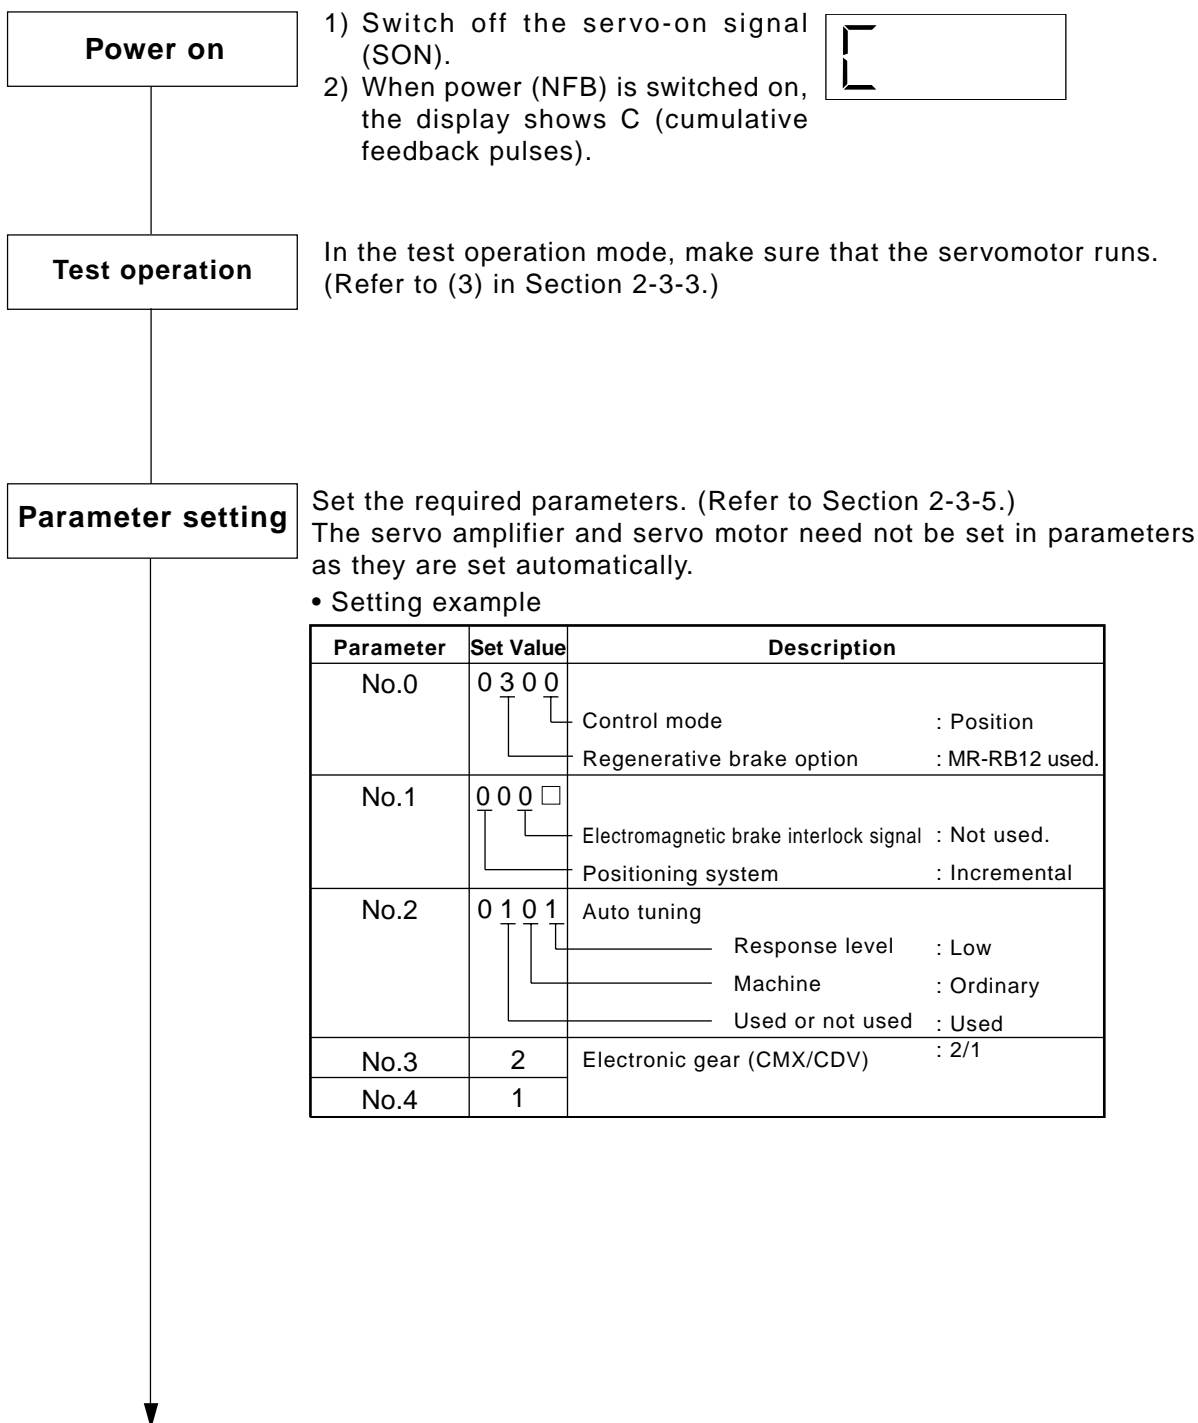 Power on
1) Switch off the servo-on signal
(SON).
2) When power (NFB) is switched on,
the display shows C (cumulative
feedback pulses).
C
Test operation
In the test operation mode, make sure that the servomotor runs.
(Refer to (3) in Section 2-3-3.)
Parameter setting
Set the required parameters. (Refer to Section 2-3-5.)
The servo amplifier and servo motor need not be set in parameters
as they are set automatically.
• Setting example
Parameter Set Value Description
No.0 0 3 0 0
Control mode : Position
Regenerative brake option : MR-RB12 used.
No.1 0 0 0 □
Electromagnetic brake interlock signal : Not used.
Positioning system : Incremental
No.2 0 1 0 1 Auto tuning
Response level : Low
Machine : Ordinary
Used or not used : Used
No.3 2 Electronic gear (CMX/CDV) : 2/1
No.4 1